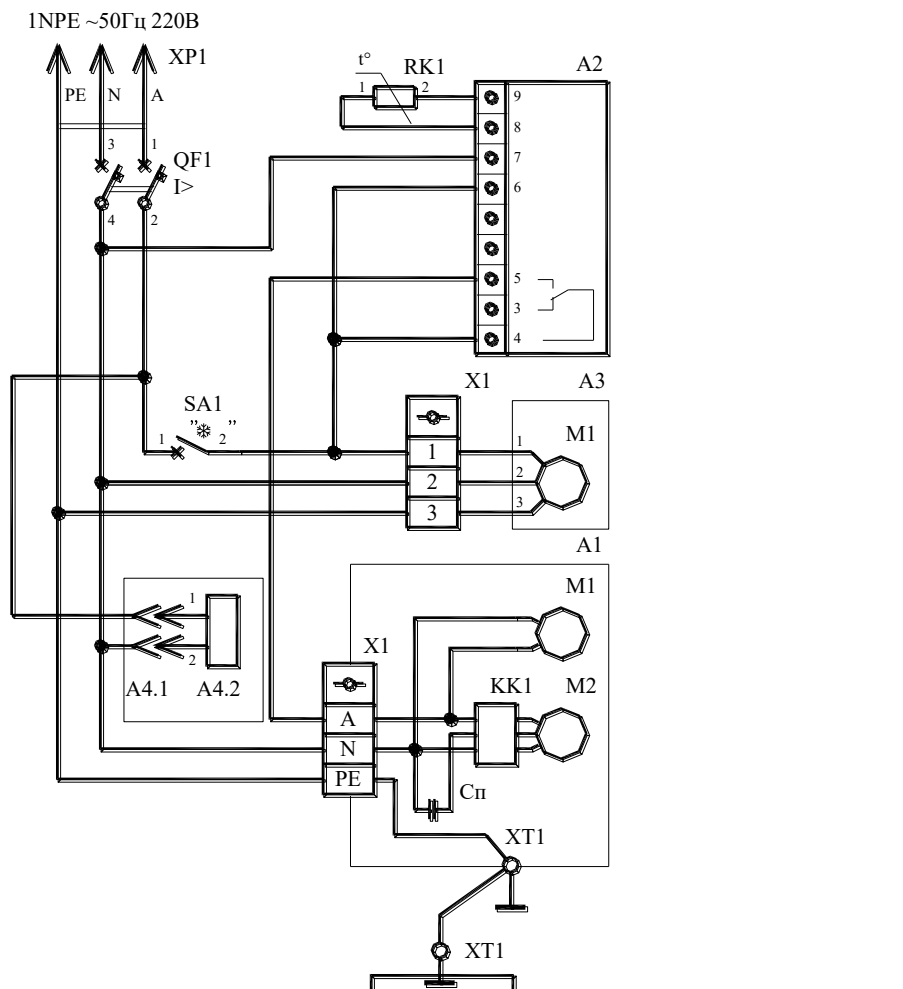 1NPE ~50Гц 220В
XP1
PE N A
3 1
QF1
I>
4 2
t°
RK1
1 2
A2
9
8
7
6
5
3
4
SA1
" "
1 2
X1
A3
1
2
3
1
2
3
M1
A1
M1
1
2
A4.1 A4.2
X1
A
N
PE
KK1 M2
Cп
XT1
XT1